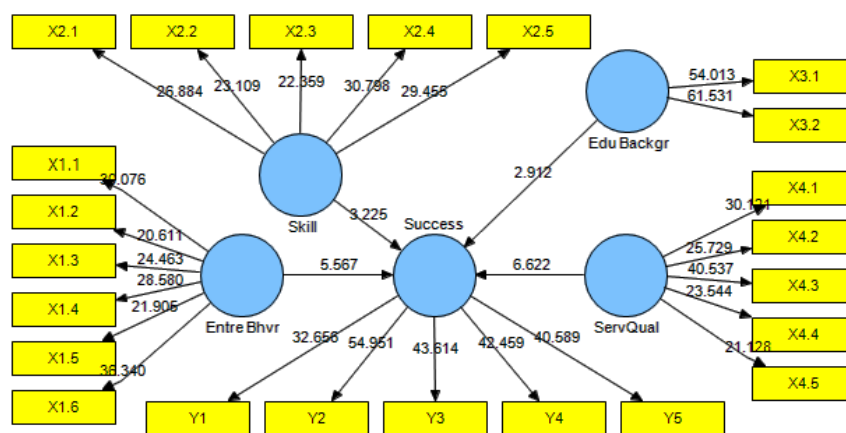 X2.1
X2.2
X2.3
X2.4
X2.5
26.884
23.109
22.359
30.798
29.455
54.013
X3.1
61.531
X3.2
Edu Backgr
2.912
X1.1
30.076
X1.2
20.611
X1.3
24.463
X1.4
28.580
X1.5
21.905
X1.6
36.340
Skill
3.225
Success
Entre Bhvr
5.567
6.622
ServQual
X4.1
30.121
X4.2
25.729
X4.3
40.537
X4.4
23.544
X4.5
21.128
32.656
54.951
43.614
42.459
40.589
Y1
Y2
Y3
Y4
Y5